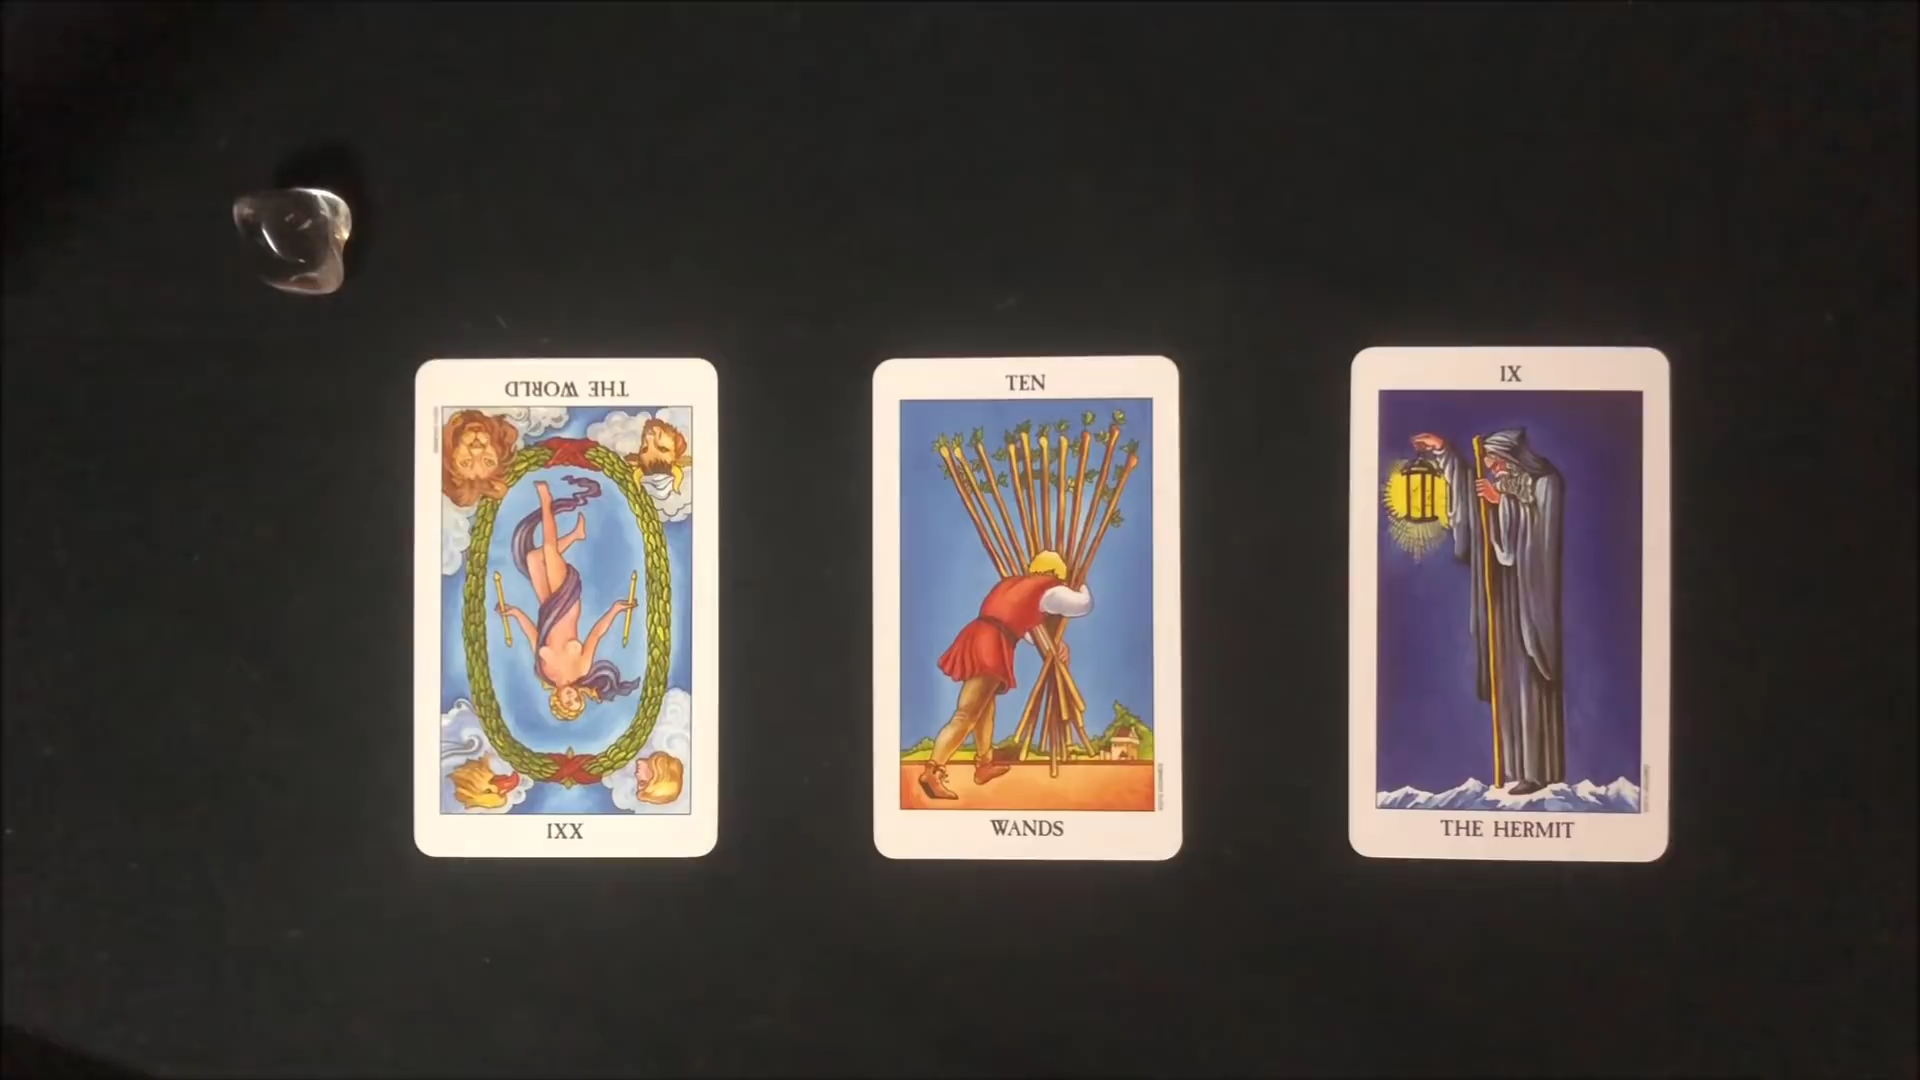 THE WORLD
XXI
TEN
WANDS
IX
THE HERMIT